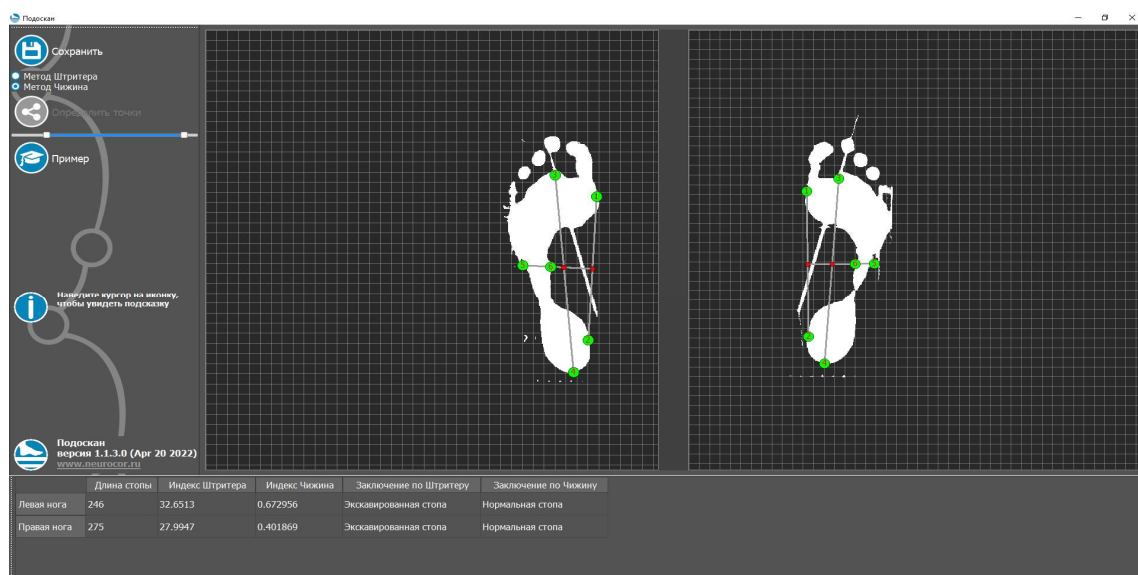 Подоскан
Сохранить
Метод Штритера
Метод Чижина
Определить точки
Пример
Наведите курсор на иконку,
чтобы увидеть подсказку
Подоскан
версия 1.1.3.0 (Apr 20 2022)
www.neurocor.ru
Длина стопы Индекс Штритера Индекс Чижина Заключение по Штритеру Заключение по Чижину
Левая нога 246 32.6513 0.672956 Экскавированная стопа Нормальная стопа
Правая нога 275 27.9947 0.401869 Экскавированная стопа Нормальная стопа